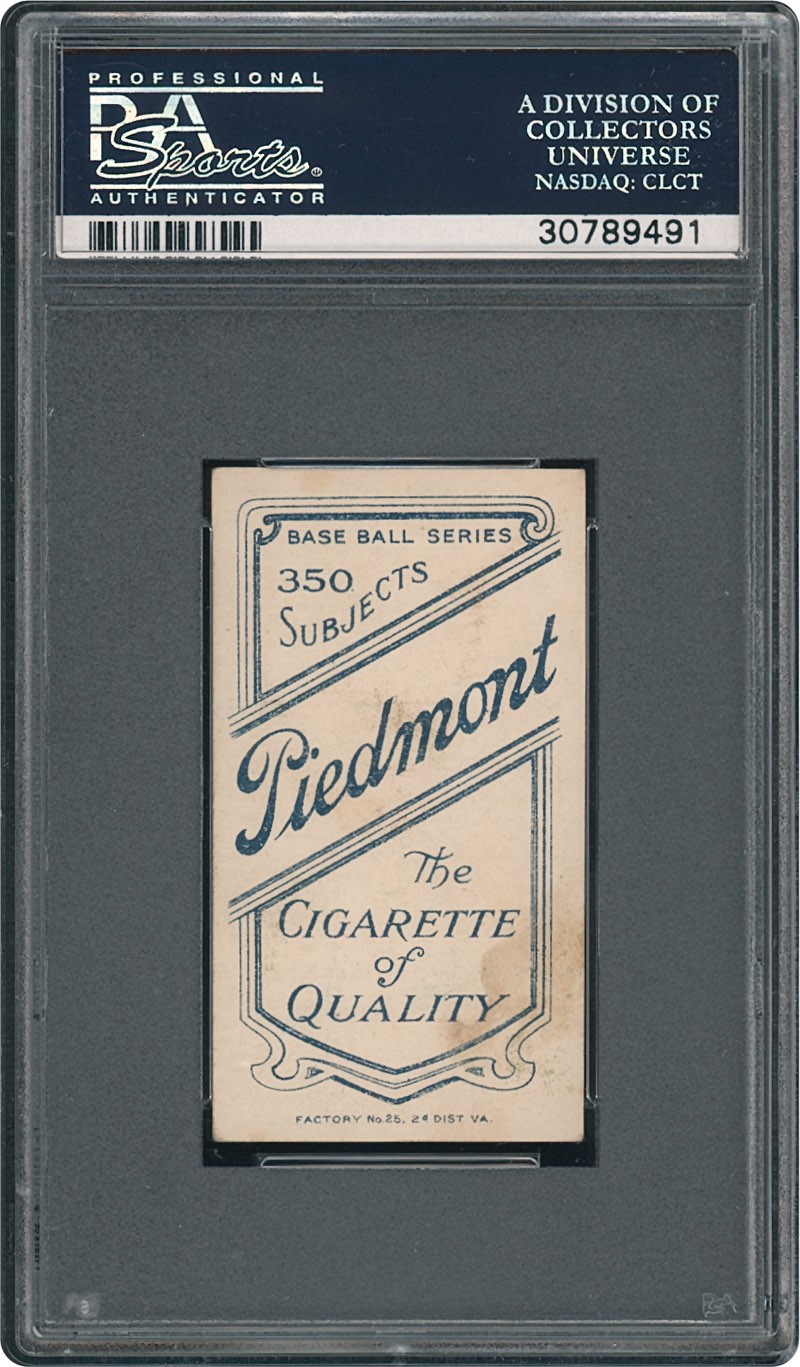 PROFESSIONAL
PSA
Sports®
AUTHENTICATOR
A DIVISION OF
COLLECTORS
UNIVERSE
NASDAQ: CLCT
30789491
BASE BALL SERIES
350
SUBJECTS
Piedmont
The
CIGARETTE
of
QUALITY
FACTORY No.25, 2d DIST VA.
PSA